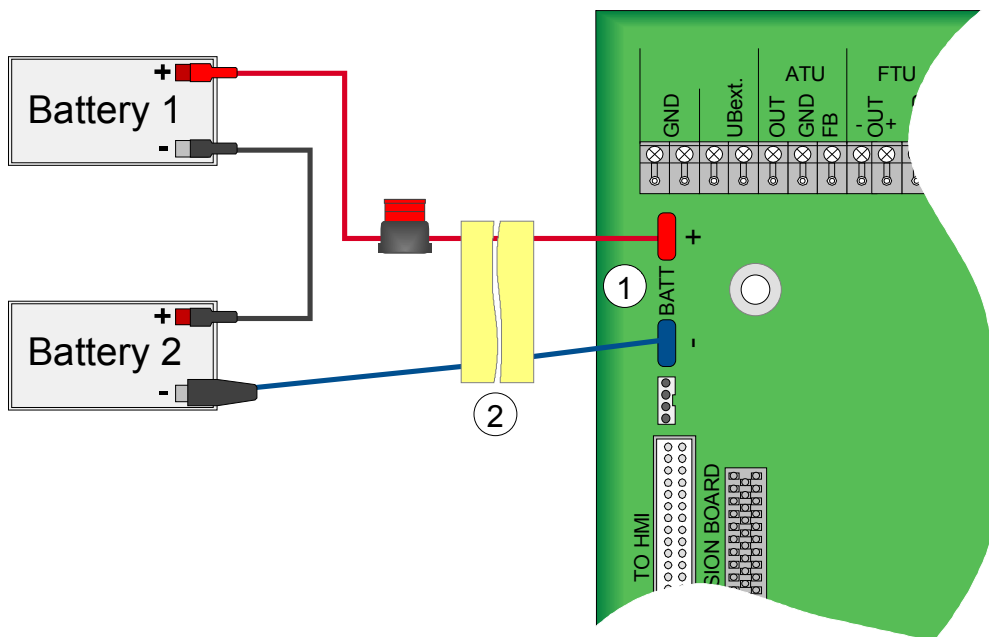 +
Battery 1
-
+
Battery 2
-
GND
UBext.
ATU
OUT
GND
FB
FTU
-
OUT
+
+
BATT
-
1
2
TO HMI
SION BOARD